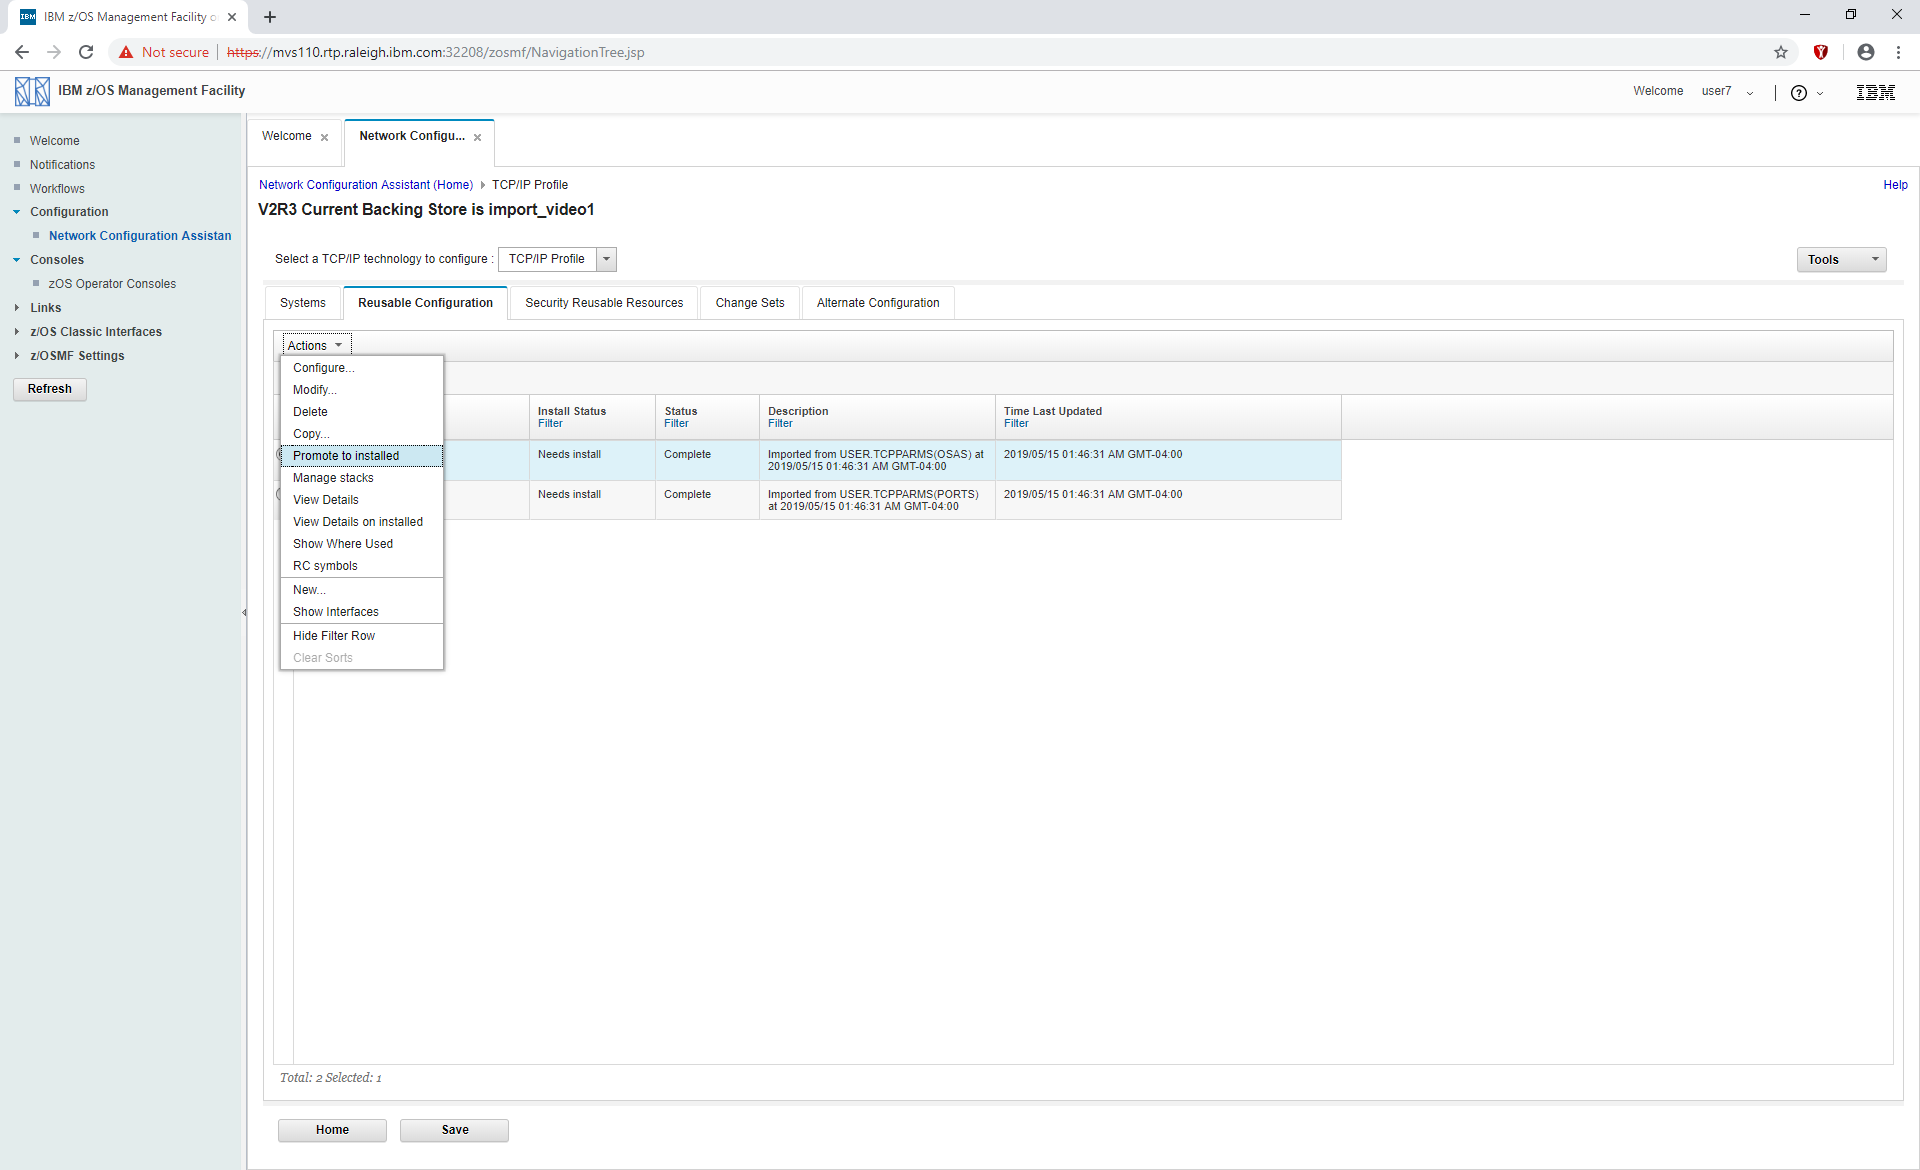 IBM z/OS Management Facility o
Not secure https://mvs110.rtp.raleigh.ibm.com:32208/zosmf/NavigationTree.jsp
IBM z/OS Management Facility
Welcome user7
IBM
Welcome
Notifications
Workflows
Configuration
Network Configuration Assistan
Consoles
zOS Operator Consoles
Links
z/OS Classic Interfaces
z/OSMF Settings
Refresh
Welcome
Network Configu...
Network Configuration Assistant (Home) TCP/IP Profile
Help
V2R3 Current Backing Store is import_video1
Select a TCP/IP technology to configure : TCP/IP Profile
Tools
Systems
Reusable Configuration
Security Reusable Resources
Change Sets
Alternate Configuration
Actions
Configure...
Modify...
Delete
Copy...
Promote to installed
Manage stacks
View Details
View Details on installed
Show Where Used
RC symbols
New...
Show Interfaces
Hide Filter Row
Clear Sorts
Install Status Status Description Time Last Updated
Filter Filter Filter Filter
Needs install Complete Imported from USER.TCPPARMS(OSAS) at 2019/05/15 01:46:31 AM GMT-04:00
2019/05/15 01:46:31 AM GMT-04:00
Needs install Complete Imported from USER.TCPPARMS(PORTS) 2019/05/15 01:46:31 AM GMT-04:00
at 2019/05/15 01:46:31 AM GMT-04:00
Total: 2 Selected: 1
Home
Save